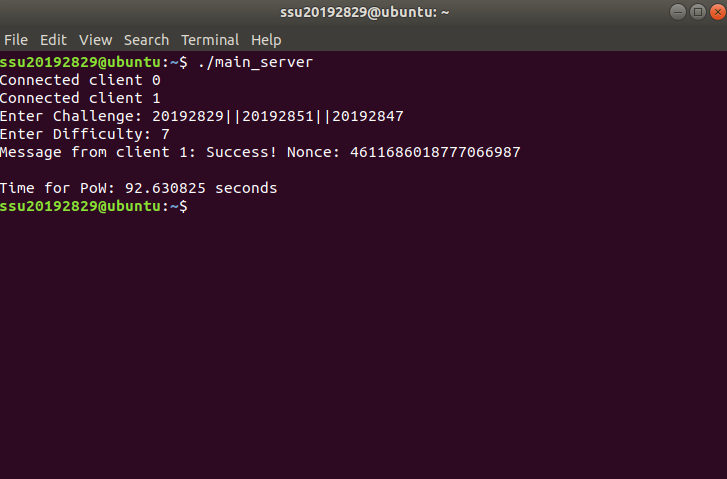 ssu20192829@ubuntu: ~
File Edit View Search Terminal Help
ssu20192829@ubuntu:~$ ./main_server
Connected client 0
Connected client 1
Enter Challenge: 20192829||20192851||20192847
Enter Difficulty: 7
Message from client 1: Success! Nonce: 4611686018777066987
Time for PoW: 92.630825 seconds
ssu20192829@ubuntu:~$